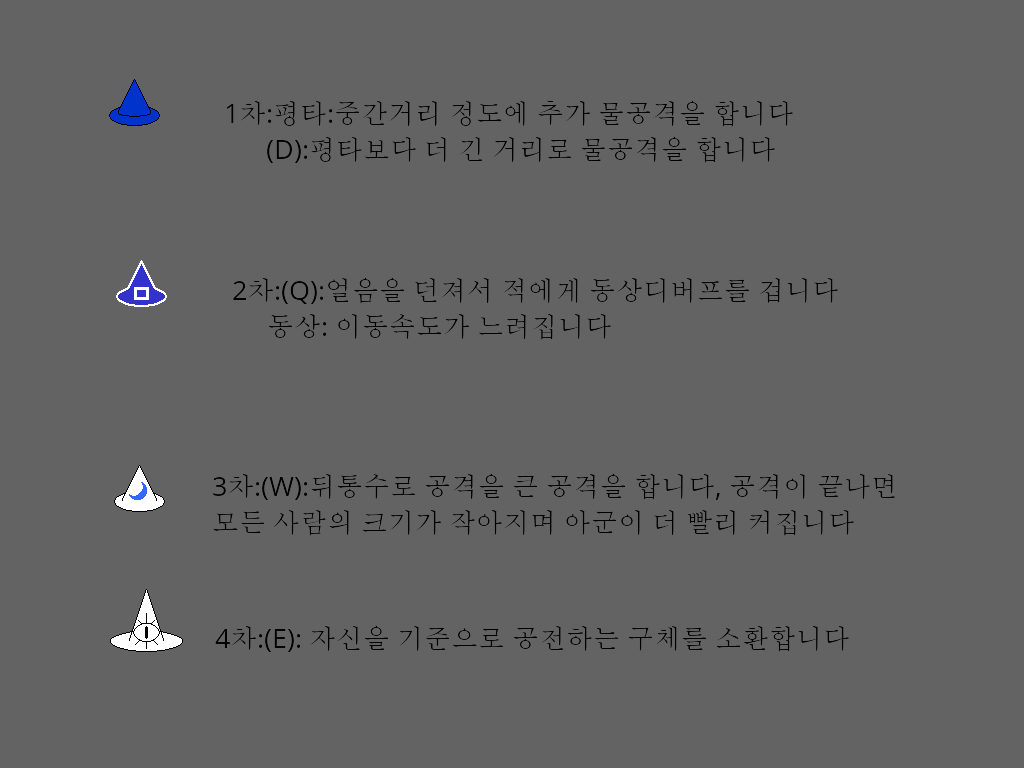 1차:평타:중간거리 정도에 추가 물공격을 합니다
(D):평타보다 더 긴 거리로 물공격을 합니다
2차:(Q):얼음을 던져서 적에게 동상디버프를 겁니다
동상: 이동속도가 느려집니다
3차:(W):뒤통수로 공격을 큰 공격을 합니다, 공격이 끝나면
모든 사람의 크기가 작아지며 아군이 더 빨리 커집니다
4차:(E): 자신을 기준으로 공전하는 구체를 소환합니다